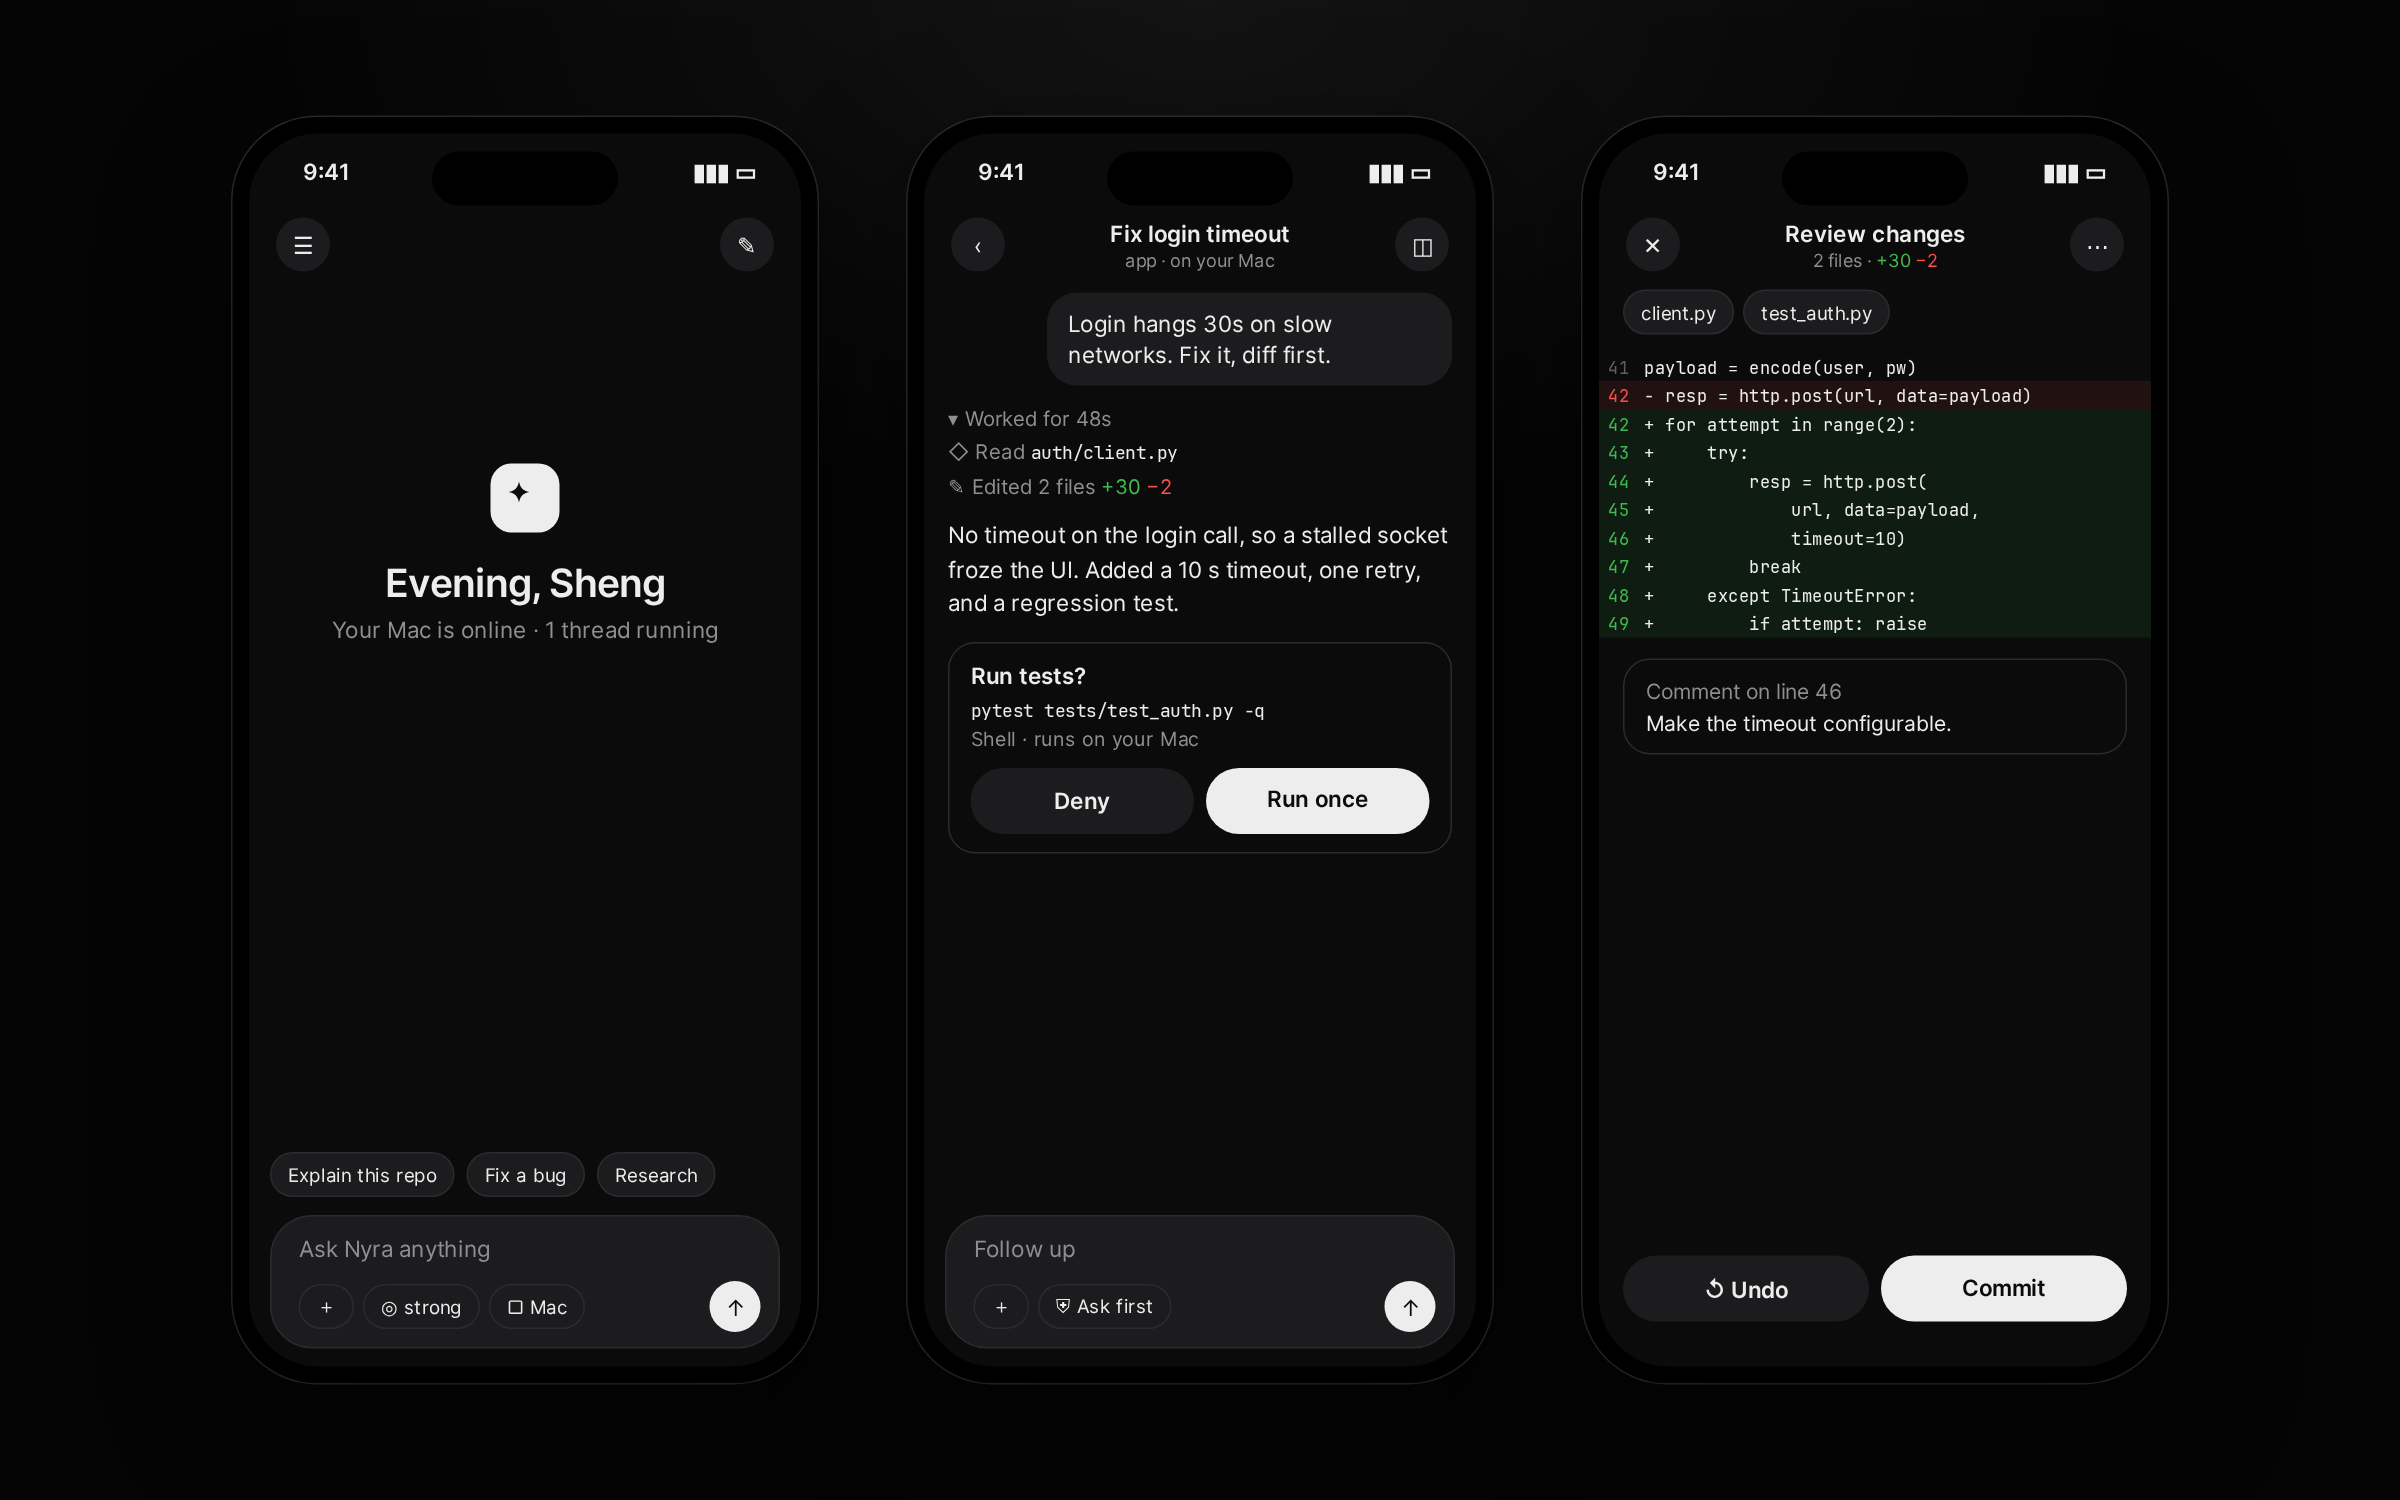 9:41
Evening, Sheng
Your Mac is online · 1 thread running
Explain this repo
Fix a bug
Research
Ask Nyra anything
+
◎ strong
Mac
9:41
Fix login timeout
app · on your Mac
Login hangs 30s on slow
networks. Fix it, diff first.
▾ Worked for 48s
Read auth/client.py
✎ Edited 2 files +30 −2
No timeout on the login call, so a stalled socket
froze the UI. Added a 10 s timeout, one retry,
and a regression test.
Run tests?
pytest tests/test_auth.py -q
Shell · runs on your Mac
Deny
Run once
Follow up
+
Ask first
9:41
Review changes
2 files · +30 −2
client.py
test_auth.py
41 payload = encode(user, pw)
42 - resp = http.post(url, data=payload)
42 + for attempt in range(2):
43 + try:
44 + resp = http.post(
45 + url, data=payload,
46 + timeout=10)
47 + break
48 + except TimeoutError:
49 + if attempt: raise
Comment on line 46
Make the timeout configurable.
Undo
Commit